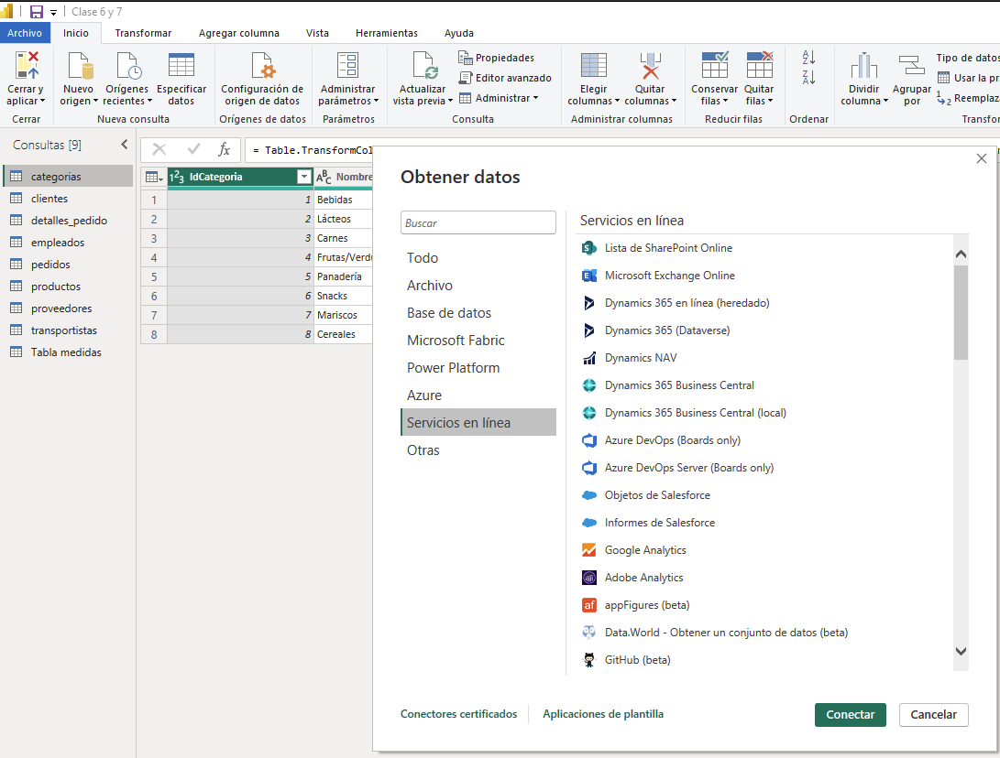 Clase 6 y 7
Archivo Inicio Transformar Agregar columna Vista Herramientas Ayuda
Cerrar y aplicar
Nuevo origen
Orígenes recientes
Especificar datos
Configuración de origen de datos
Administrar parámetros
Actualizar vista previa
Propiedades
Editor avanzado
Administrar
Elegir columnas
Quitar columnas
Conservar filas
Quitar filas
Dividir columna
Agrupar por
Tipo de datos
Usar la pr
Reemplaza
Cerrar Nueva consulta Orígenes de datos Parámetros Consulta Administrar columnas Reducir filas Ordenar Transfor
Consultas [9]
fx = Table.TransformCol
categorias
clientes
detalles_pedido
empleados
pedidos
productos
proveedores
transportistas
Tabla medidas
123 IdCategoria ABC Nombre
1 1 Bebidas
2 2 Lácteos
3 3 Carnes
4 4 Frutas/Verdu
5 5 Panadería
6 6 Snacks
7 7 Mariscos
8 8 Cereales
Obtener datos
Buscar
Todo
Archivo
Base de datos
Microsoft Fabric
Power Platform
Azure
Servicios en línea
Otras
Servicios en línea
Lista de SharePoint Online
Microsoft Exchange Online
Dynamics 365 en línea (heredado)
Dynamics 365 (Dataverse)
Dynamics NAV
Dynamics 365 Business Central
Dynamics 365 Business Central (local)
Azure DevOps (Boards only)
Azure DevOps Server (Boards only)
Objetos de Salesforce
Informes de Salesforce
Google Analytics
Adobe Analytics
af appFigures (beta)
Data.World - Obtener un conjunto de datos (beta)
GitHub (beta)
Conectores certificados Aplicaciones de plantilla
Conectar Cancelar